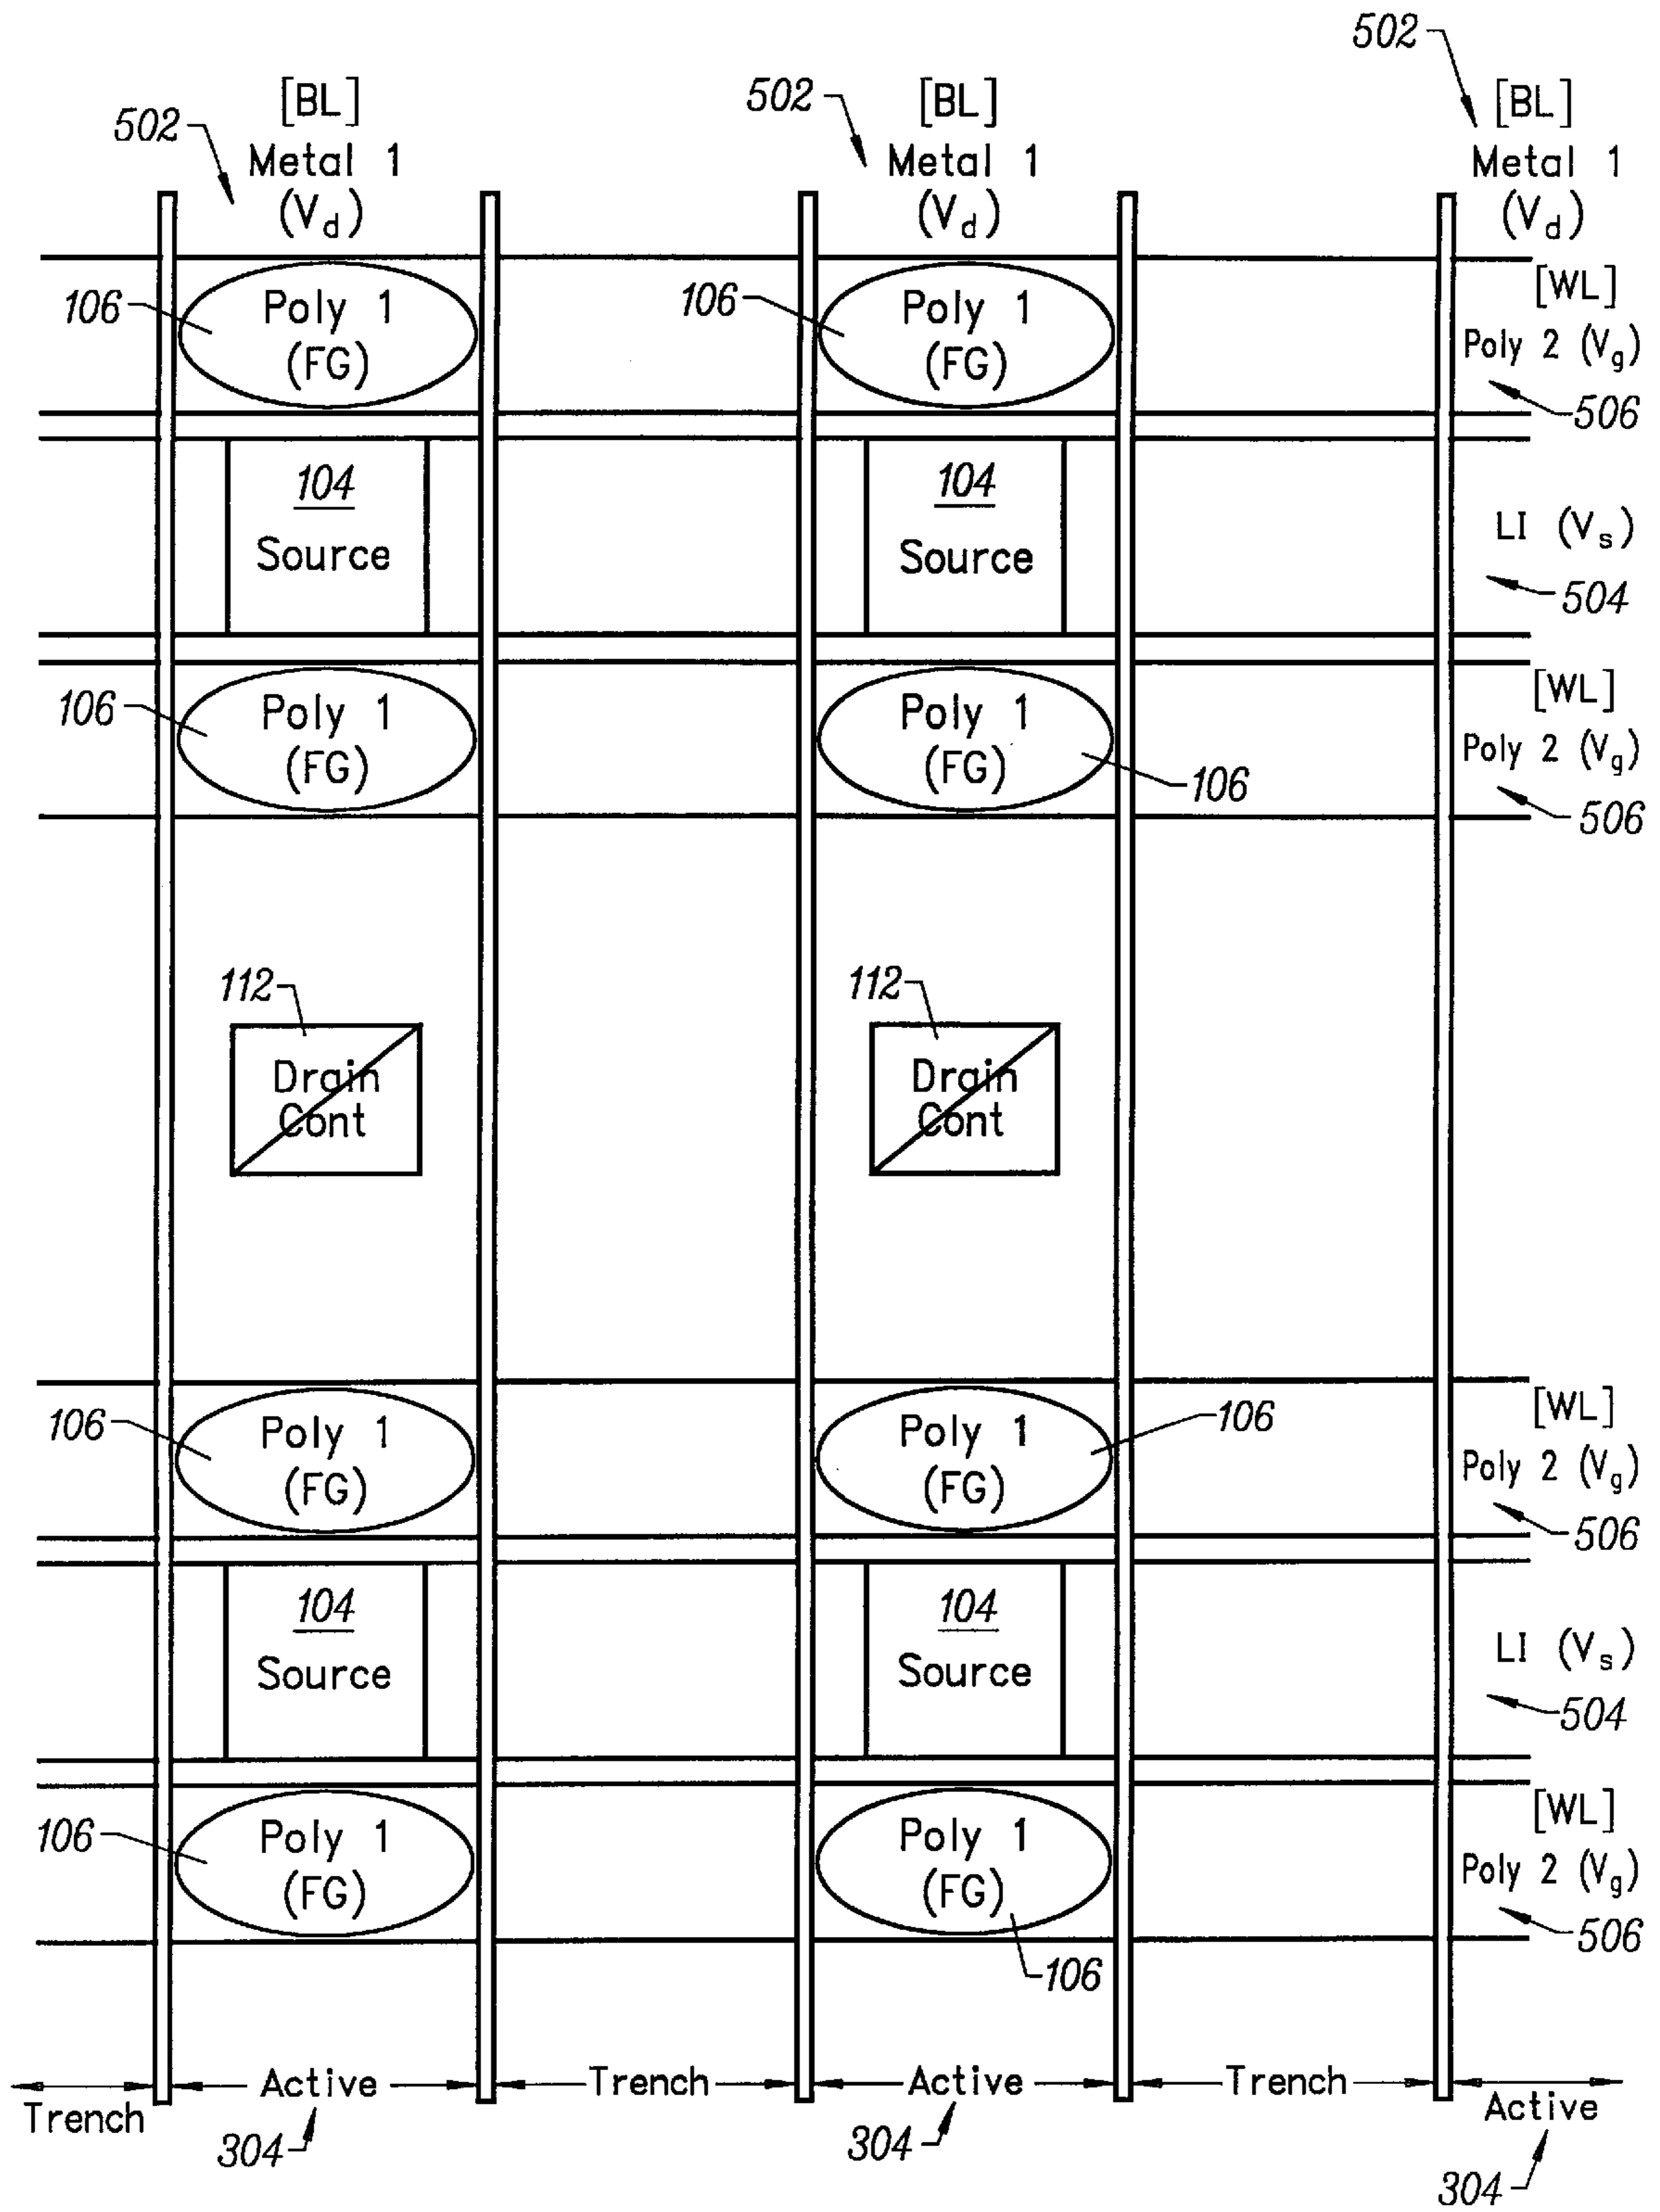 502
[BL] [BL] [BL]
502 502
Metal 1 Metal 1 Metal 1
(Vd) (Vd) (Vd)
106 Poly 1 106 Poly 1 [WL]
(FG) (FG) Poly 2 (Vg)
506
104 104
Source Source LI (Vs)
504
106 Poly 1 Poly 1 [WL]
(FG) (FG) 106 Poly 2 (Vg)
506
112 112
Drain Drain
Cont Cont
106 Poly 1 Poly 1 106 [WL]
(FG) (FG) Poly 2 (Vg)
506
104 104
Source Source LI (Vs)
504
106 Poly 1 Poly 1 [WL]
(FG) (FG) Poly 2 (Vg)
106 506
Trench Active Trench Active Trench Active
304 304 304